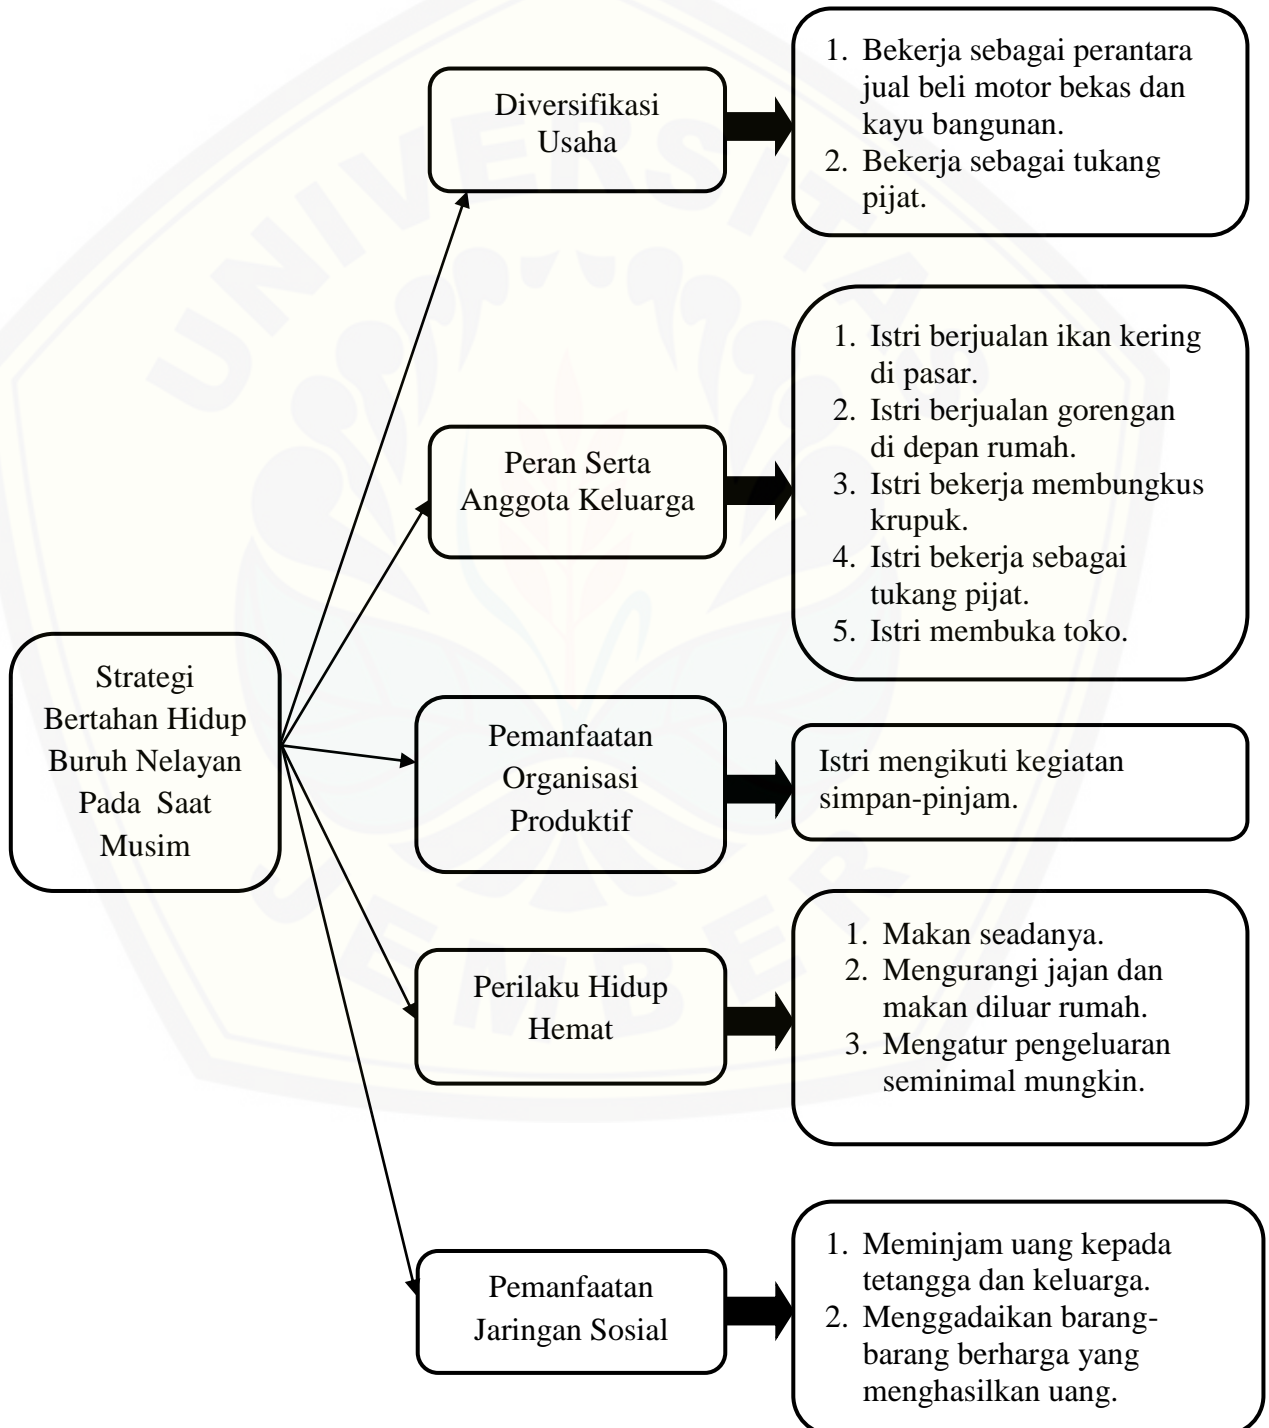 Diversifikasi
Usaha
1. Bekerja sebagai perantara
jual beli motor bekas dan
kayu bangunan.
2. Bekerja sebagai tukang
pijat.
Peran Serta
Anggota Keluarga
1. Istri berjualan ikan kering
di pasar.
2. Istri berjualan gorengan
di depan rumah.
3. Istri bekerja membungkus
krupuk.
4. Istri bekerja sebagai
tukang pijat.
5. Istri membuka toko.
Strategi
Bertahan Hidup
Buruh Nelayan
Pada Saat
Musim
Pemanfaatan
Organisasi
Produktif
Istri mengikuti kegiatan
simpan-pinjam.
Perilaku Hidup
Hemat
1. Makan seadanya.
2. Mengurangi jajan dan
makan diluar rumah.
3. Mengatur pengeluaran
seminimal mungkin.
Pemanfaatan
Jaringan Sosial
1. Meminjam uang kepada
tetangga dan keluarga.
2. Menggadaikan barang-
barang berharga yang
menghasilkan uang.
UNIVERSITAS
JEMBER